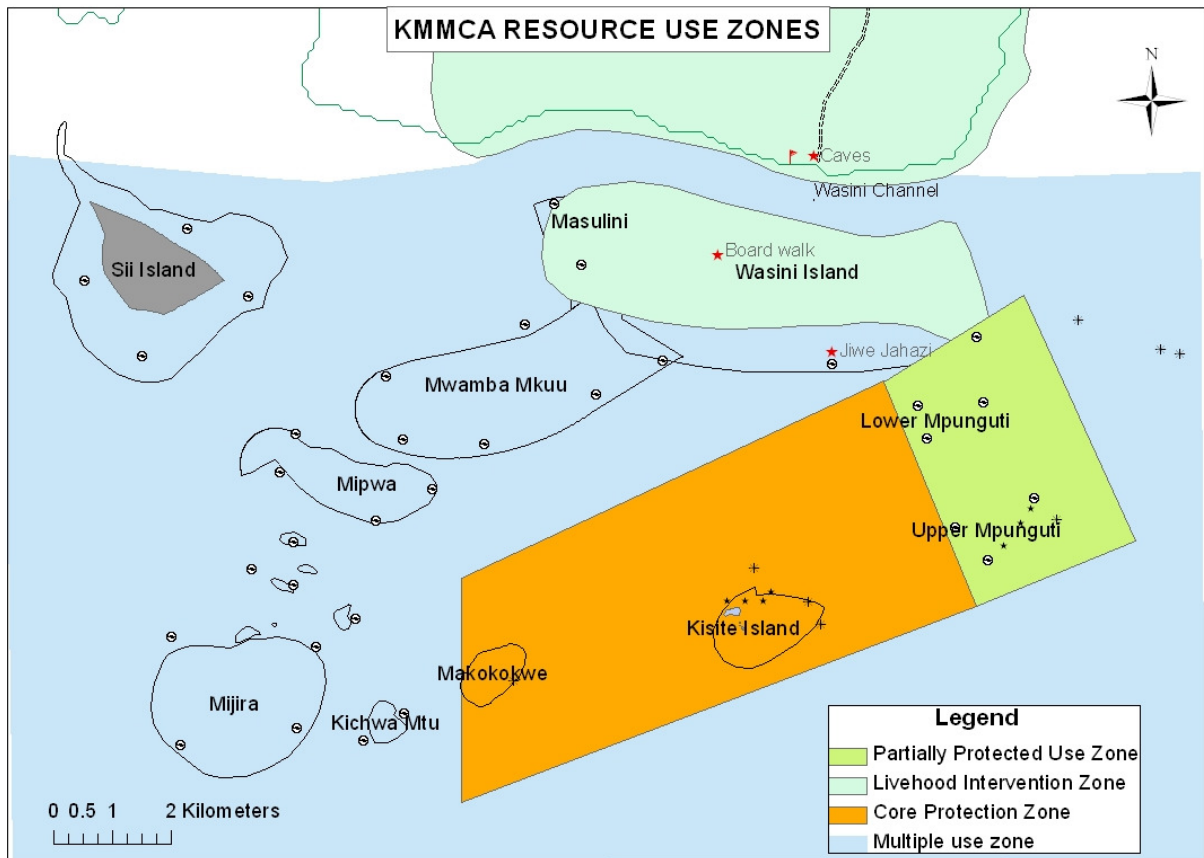 KMMCA RESOURCE USE ZONES
N
Caves
Wasini Channel
Masulini
Board walk
Wasini Island
Sii Island
Jiwe Jahazi
Mwamba Mkuu
Lower Mpunguti
Mipwa
Upper Mpunguti
Kisite Island
Makokokwe
Mijira
Kichwa Mtu
Legend
Partially Protected Use Zone
Livehood Intervention Zone
Core Protection Zone
Multiple use zone
0 0.5 1 2 Kilometers